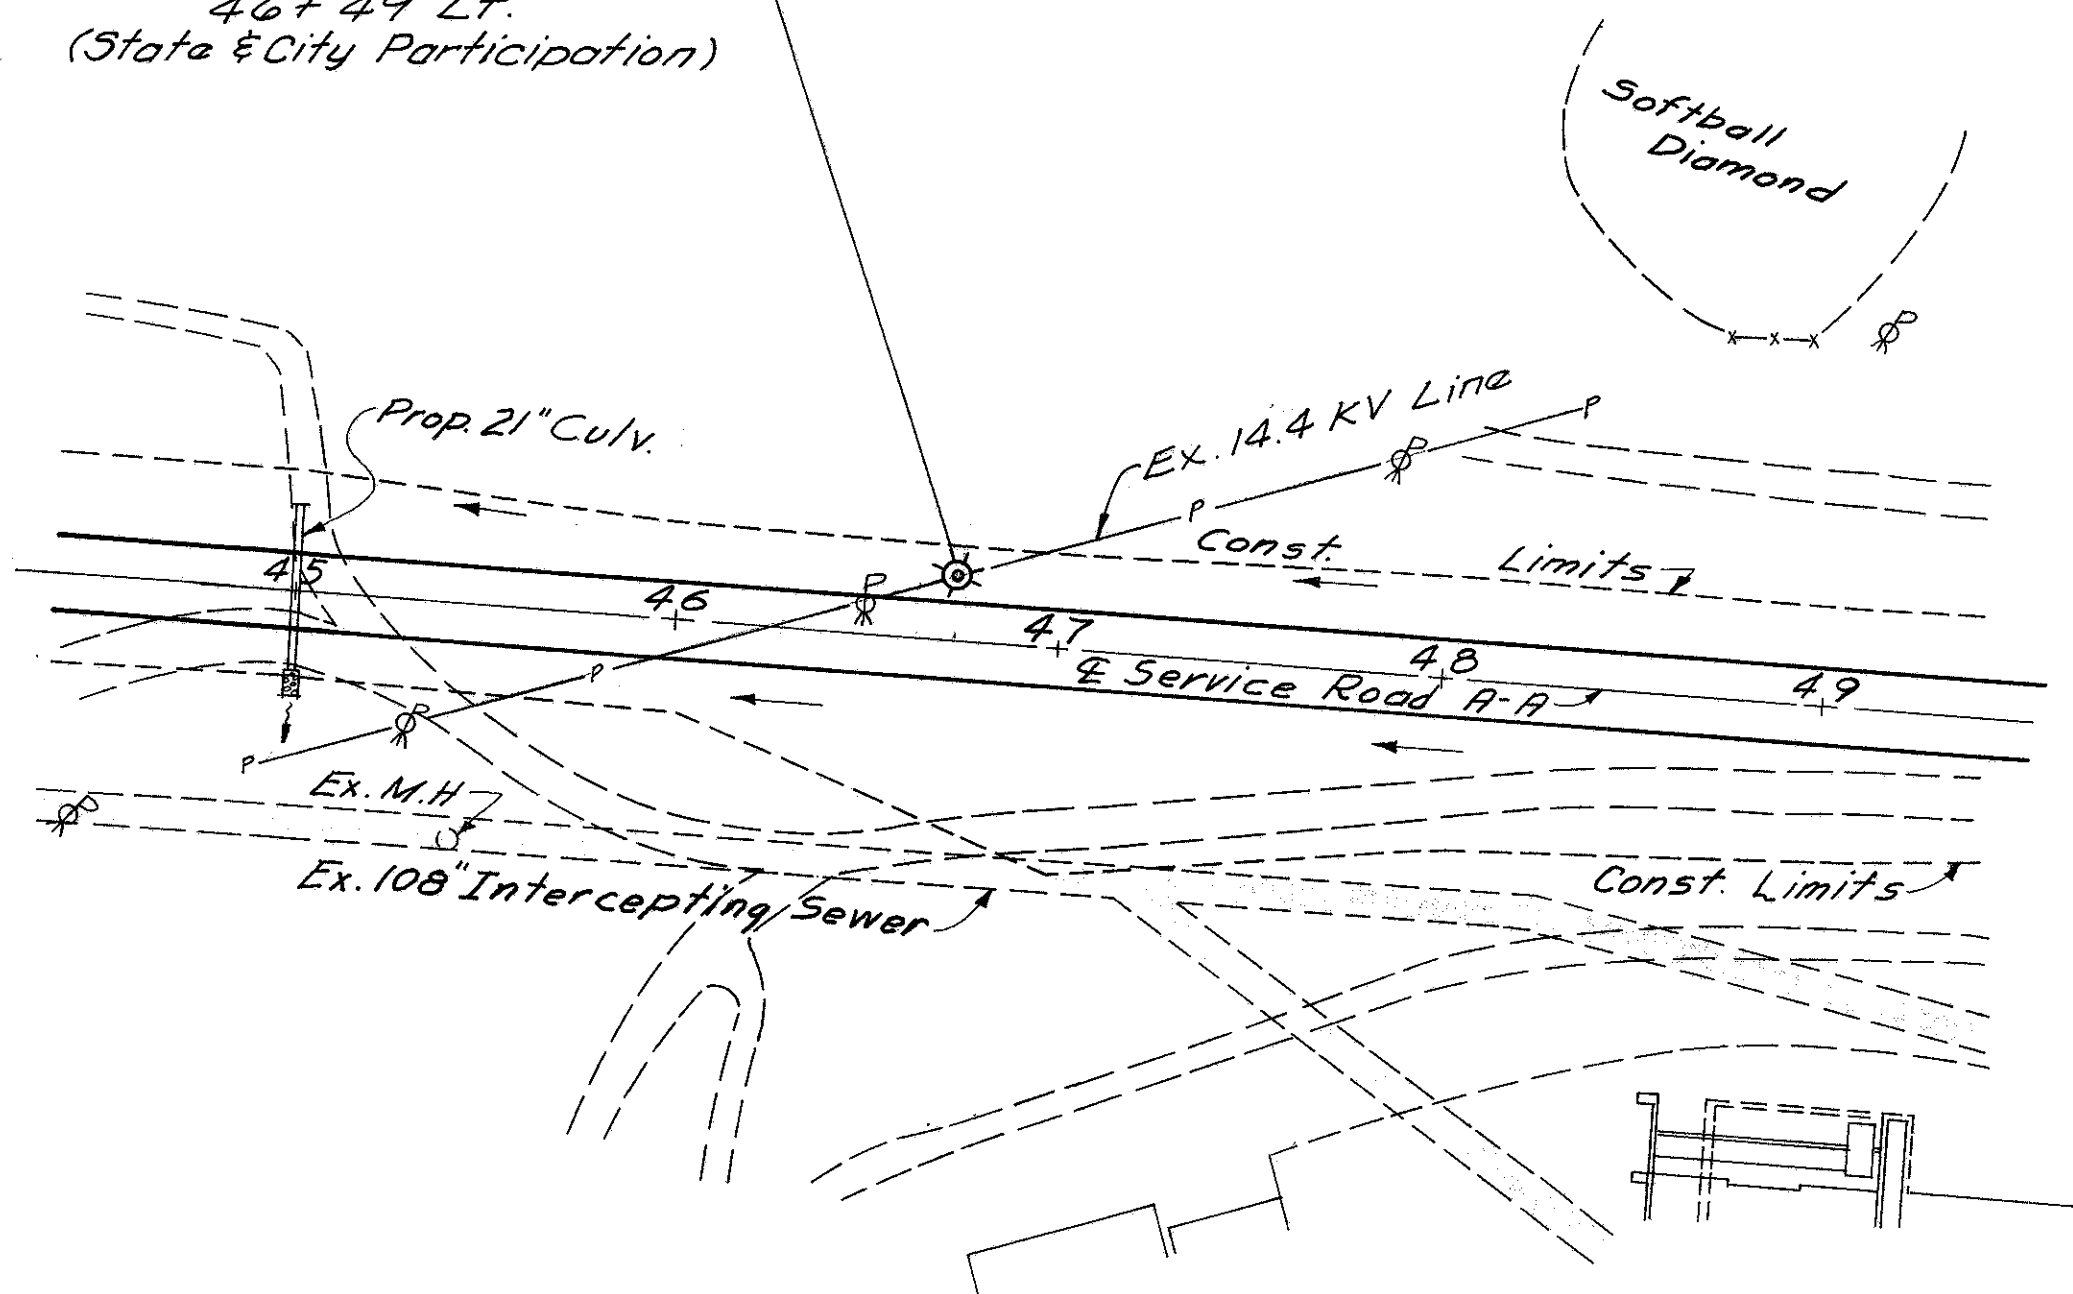 46+49 LT.
(State & City Participation)
Softball
Diamond
P
Prop. 21" Culv.
Ex. 14.4 KV Line
P
P
P
Const. Limits
45
46
P
47
48
49
℄ Service Road A-A
P
P
P
Ex. M.H
P
Ex. 108" Intercepting Sewer
Const. Limits